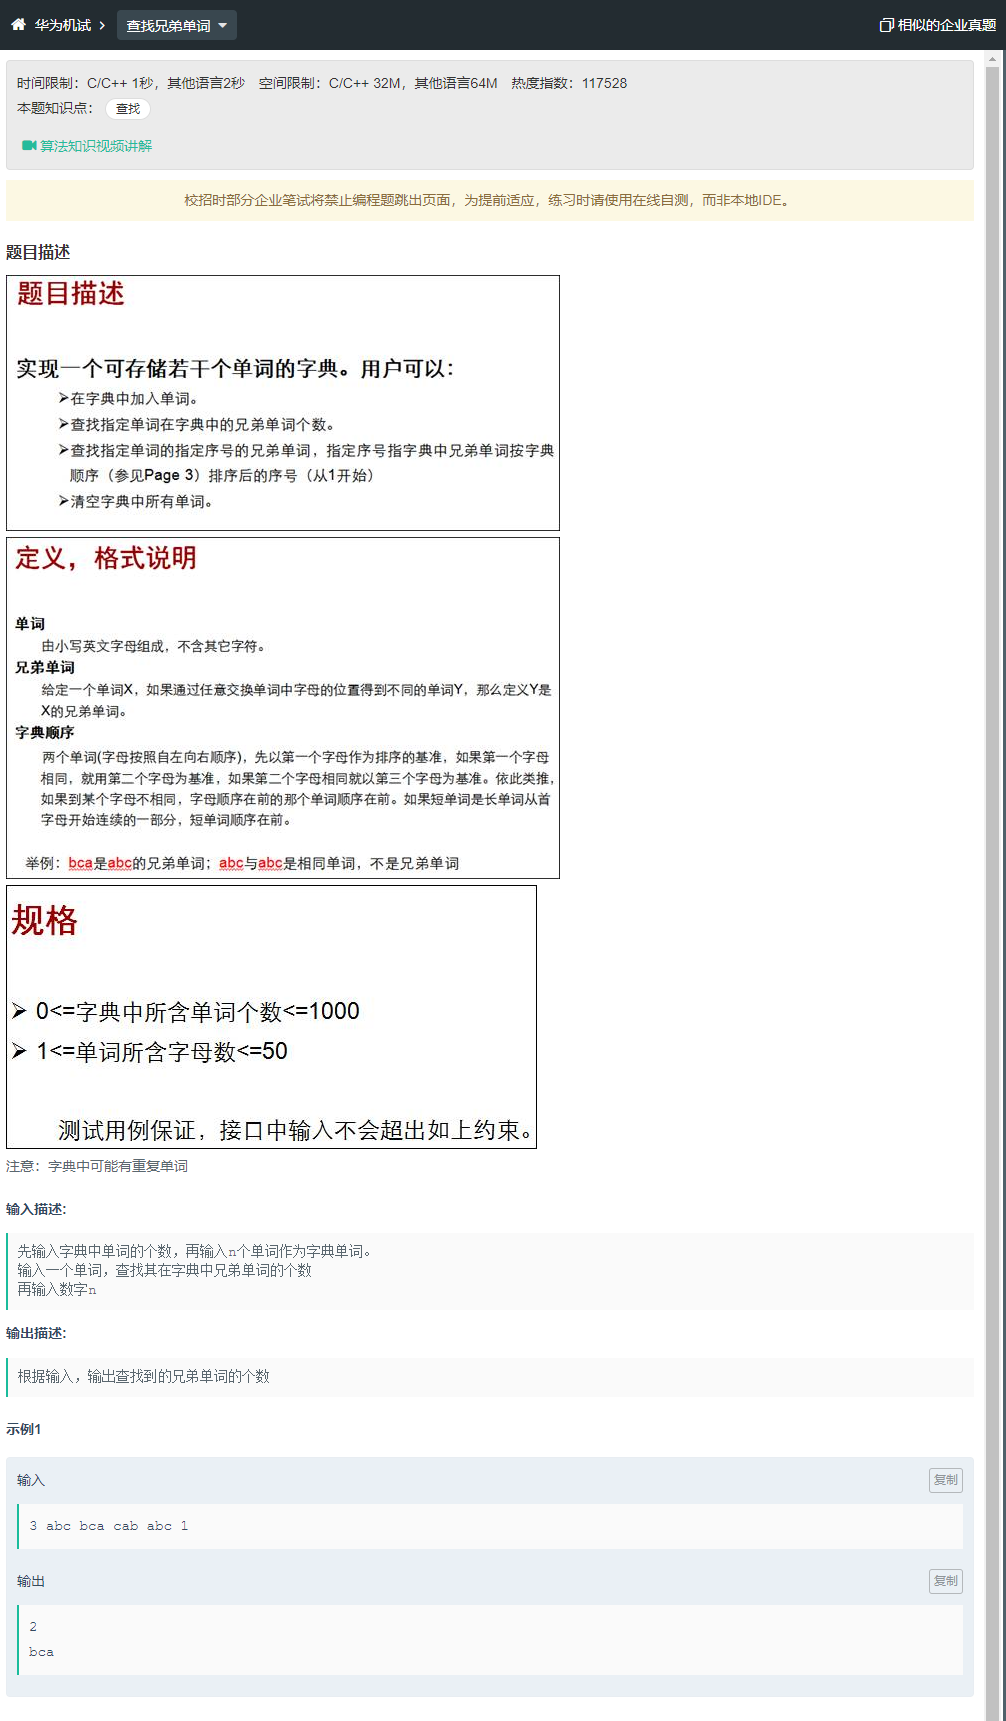 华为机试 查找兄弟单词 相似的企业真题
时间限制：C/C++ 1秒，其他语言2秒 空间限制：C/C++ 32M，其他语言64M 热度指数：117528
本题知识点： 查找
算法知识视频讲解
校招时部分企业笔试将禁止编程题跳出页面，为提前适应，练习时请使用在线自测，而非本地IDE。
题目描述
题目描述
实现一个可存储若干个单词的字典。用户可以：
➢在字典中加入单词。
➢查找指定单词在字典中的兄弟单词个数。
➢查找指定单词的指定序号的兄弟单词，指定序号指字典中兄弟单词按字典
顺序（参见Page 3）排序后的序号（从1开始）
➢清空字典中所有单词。
定义，格式说明
单词
由小写英文字母组成，不含其它字符。
兄弟单词
给定一个单词X，如果通过任意交换单词中字母的位置得到不同的单词Y，那么定义Y是
X的兄弟单词。
字典顺序
两个单词(字母按照自左向右顺序)，先以第一个字母作为排序的基准，如果第一个字母
相同，就用第二个字母为基准，如果第二个字母相同就以第三个字母为基准。依此类推，
如果到某个字母不相同，字母顺序在前的那个单词顺序在前。如果短单词是长单词从首
字母开始连续的一部分，短单词顺序在前。
举例：bca是abc的兄弟单词；abc与abc是相同单词，不是兄弟单词
规格
➢ 0<=字典中所含单词个数<=1000
➢ 1<=单词所含字母数<=50
测试用例保证，接口中输入不会超出如上约束。
注意：字典中可能有重复单词
输入描述:
先输入字典中单词的个数，再输入n个单词作为字典单词。
输入一个单词，查找其在字典中兄弟单词的个数
再输入数字n
输出描述:
根据输入，输出查找到的兄弟单词的个数
示例1
输入 复制
3 abc bca cab abc 1
输出 复制
2
bca